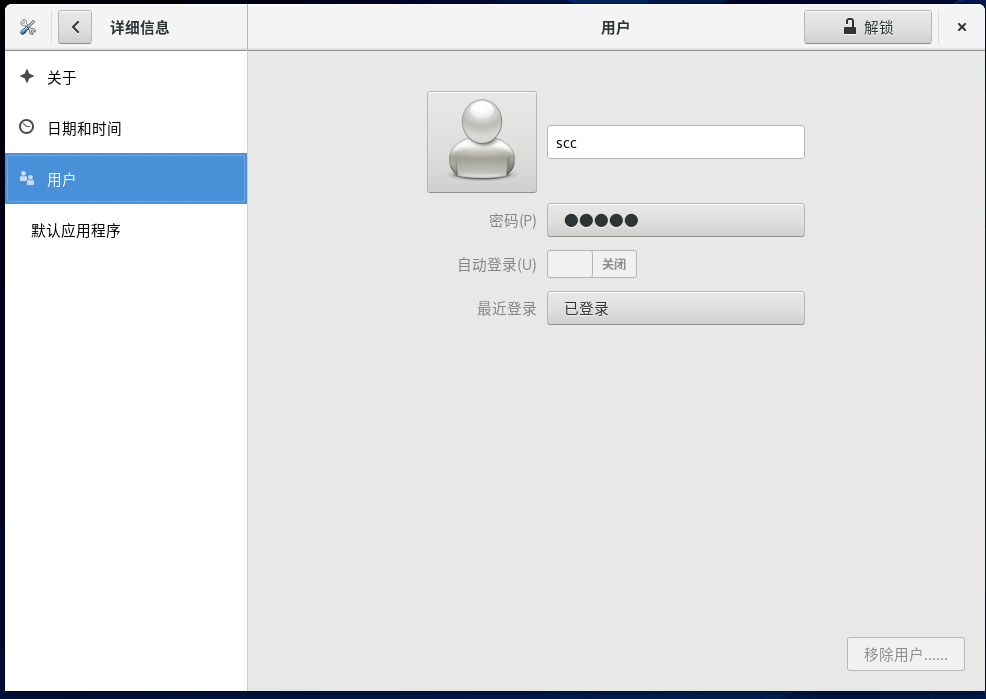 详细信息
用户
解锁
关于
日期和时间
用户
默认应用程序
scc
密码(P)
●●●●●
自动登录(U)
关闭
最近登录
已登录
移除用户......